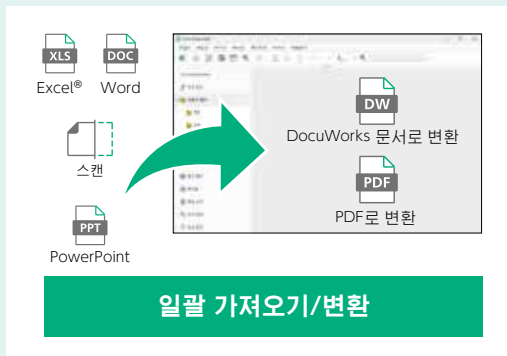 XLS DOC
Excel® Word
스캔
PPT
PowerPoint
DW
DocuWorks 문서로 변환
PDF
PDF로 변환
일괄 가져오기/변환